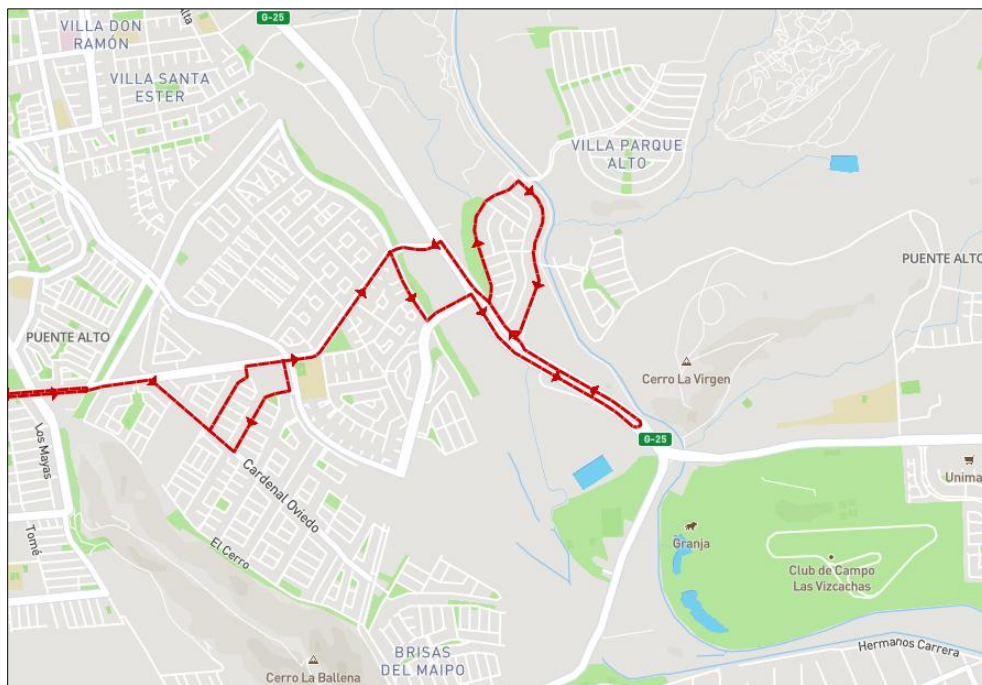 G-25
VILLA DON
RAMÓN
Alta
VILLA SANTA
ESTER
VILLA PARQUE
ALTO
PUENTE ALTO
PUENTE ALTO
Cerro La Virgen
Los Mayas
G-25
Cardenal Oviedo
Unima
Tomé
El Cerro
Granja
Club de Campo
Las Vizcachas
Hermanos Carrera
BRISAS
DEL MAIPO
Cerro La Ballena